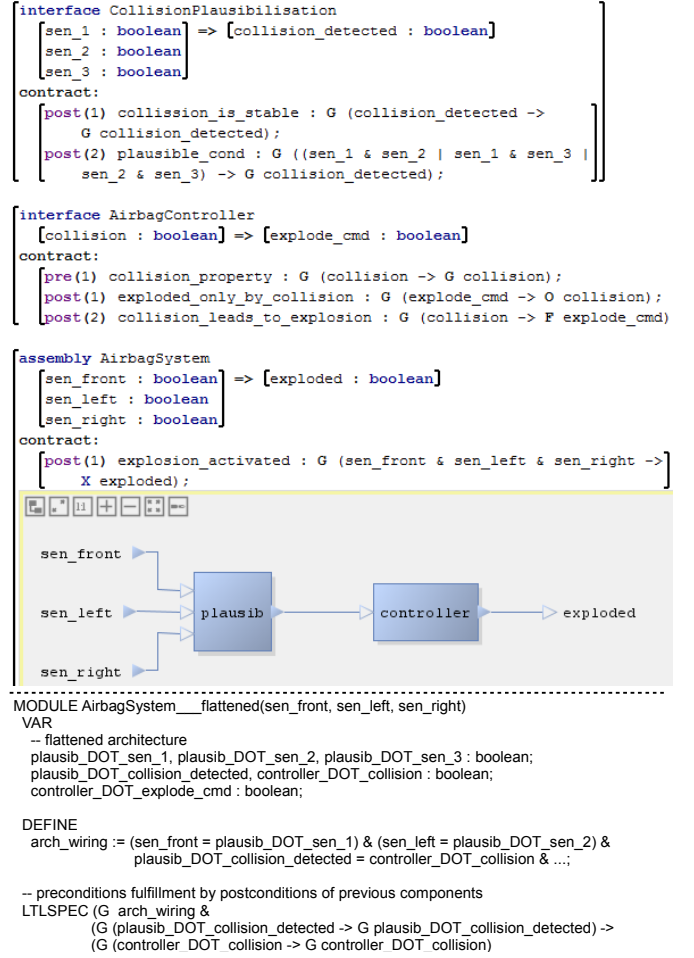 interface CollisionPlausibilisation
[sen_1 : boolean] => [collision_detected : boolean]
sen_2 : boolean
sen_3 : boolean
contract:
post(1) collission_is_stable : G (collision_detected ->
G collision_detected);
post(2) plausible_cond : G ((sen_1 & sen_2 | sen_1 & sen_3 |
sen_2 & sen_3) -> G collision_detected);
interface AirbagController
[collision : boolean] => [explode_cmd : boolean]
contract:
pre(1) collision_property : G (collision -> G collision);
post(1) exploded_only_by_collision : G (explode_cmd -> O collision);
post(2) collision_leads_to_explosion : G (collision -> F explode_cmd)
assembly AirbagSystem
[sen_front : boolean] => [exploded : boolean]
sen_left : boolean
sen_right : boolean
contract:
post(1) explosion_activated : G (sen_front & sen_left & sen_right ->
X exploded);
1:1
sen_front
sen_left plausib controller exploded
sen_right
MODULE AirbagSystem___flattened(sen_front, sen_left, sen_right)
VAR
-- flattened architecture
plausib_DOT_sen_1, plausib_DOT_sen_2, plausib_DOT_sen_3 : boolean;
plausib_DOT_collision_detected, controller_DOT_collision : boolean;
controller_DOT_explode_cmd : boolean;
DEFINE
arch_wiring := (sen_front = plausib_DOT_sen_1) & (sen_left = plausib_DOT_sen_2) &
plausib_DOT_collision_detected = controller_DOT_collision & ...;
-- preconditions fulfillment by postconditions of previous components
LTLSPEC (G arch_wiring &
(G (plausib_DOT_collision_detected -> G plausib_DOT_collision_detected) ->
(G (controller_DOT_collision -> G controller_DOT_collision)